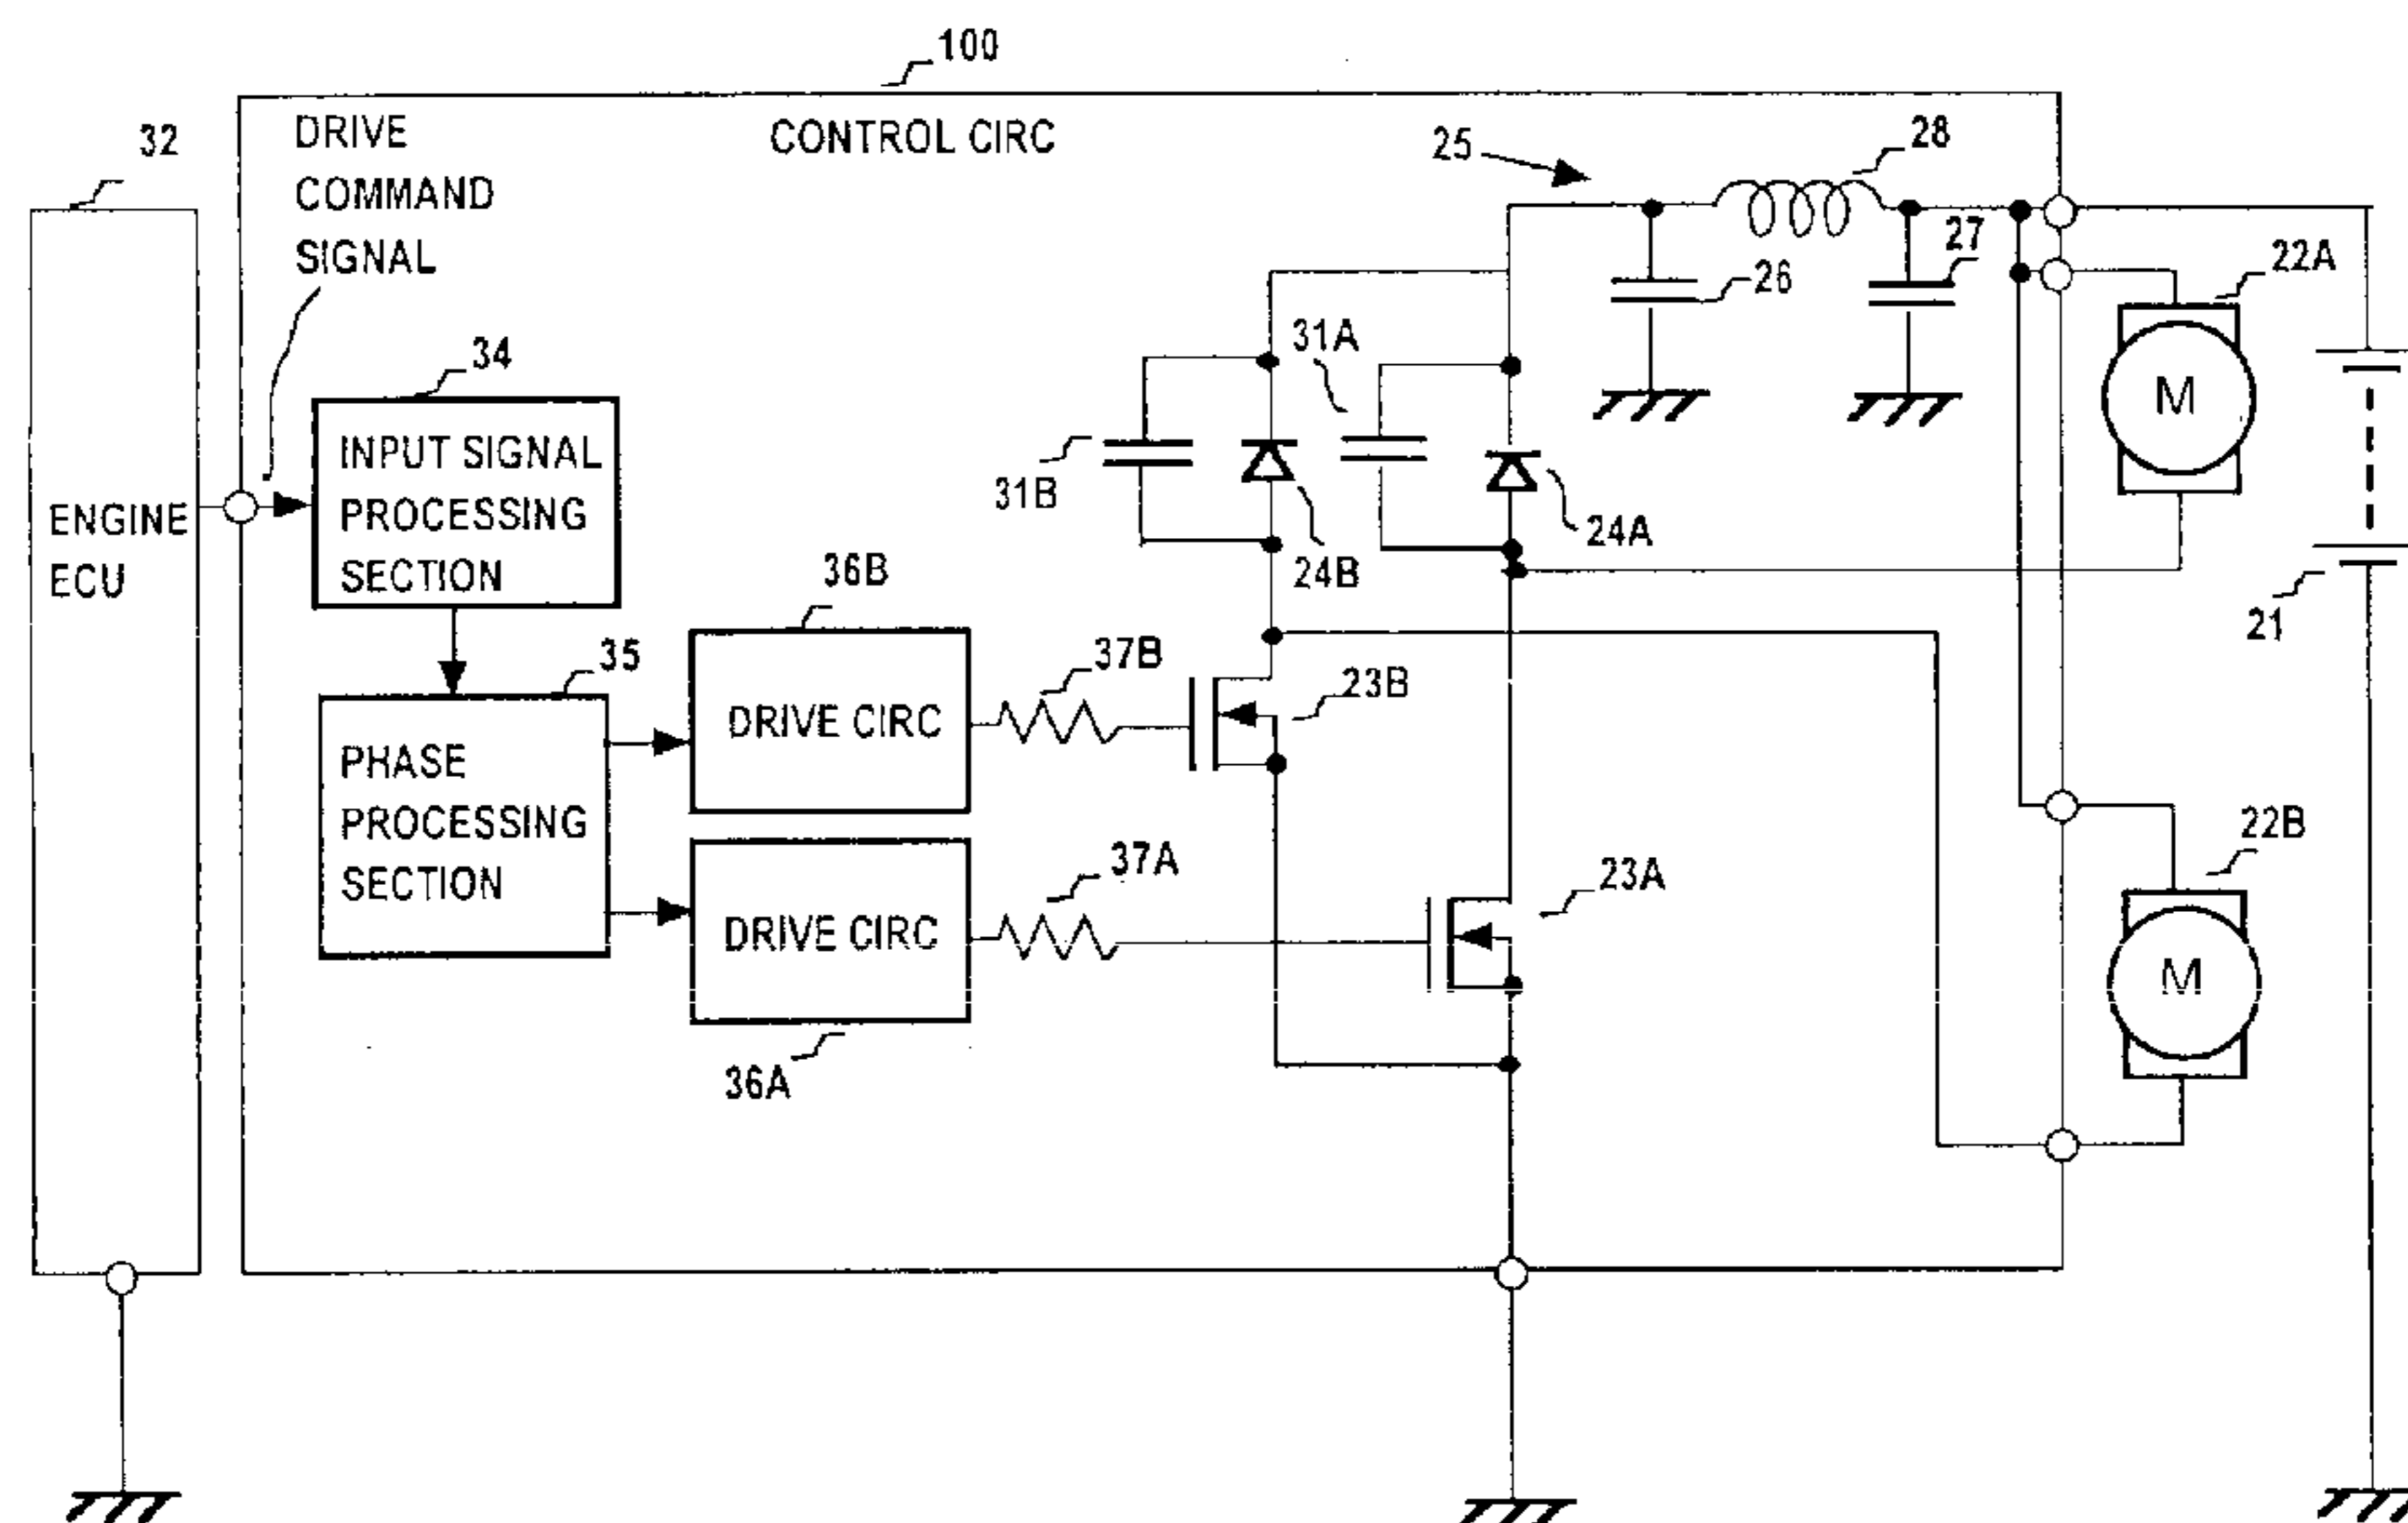 100
32
DRIVE
COMMAND
SIGNAL
CONTROL CIRC
25
28
27
26
22A
31A
34
INPUT SIGNAL
PROCESSING
SECTION
M
31B
24A
24B
ENGINE
ECU
36B
21
35
37B
23B
DRIVE CIRC
PHASE
PROCESSING
SECTION
22B
37A
23A
DRIVE CIRC
M
36A